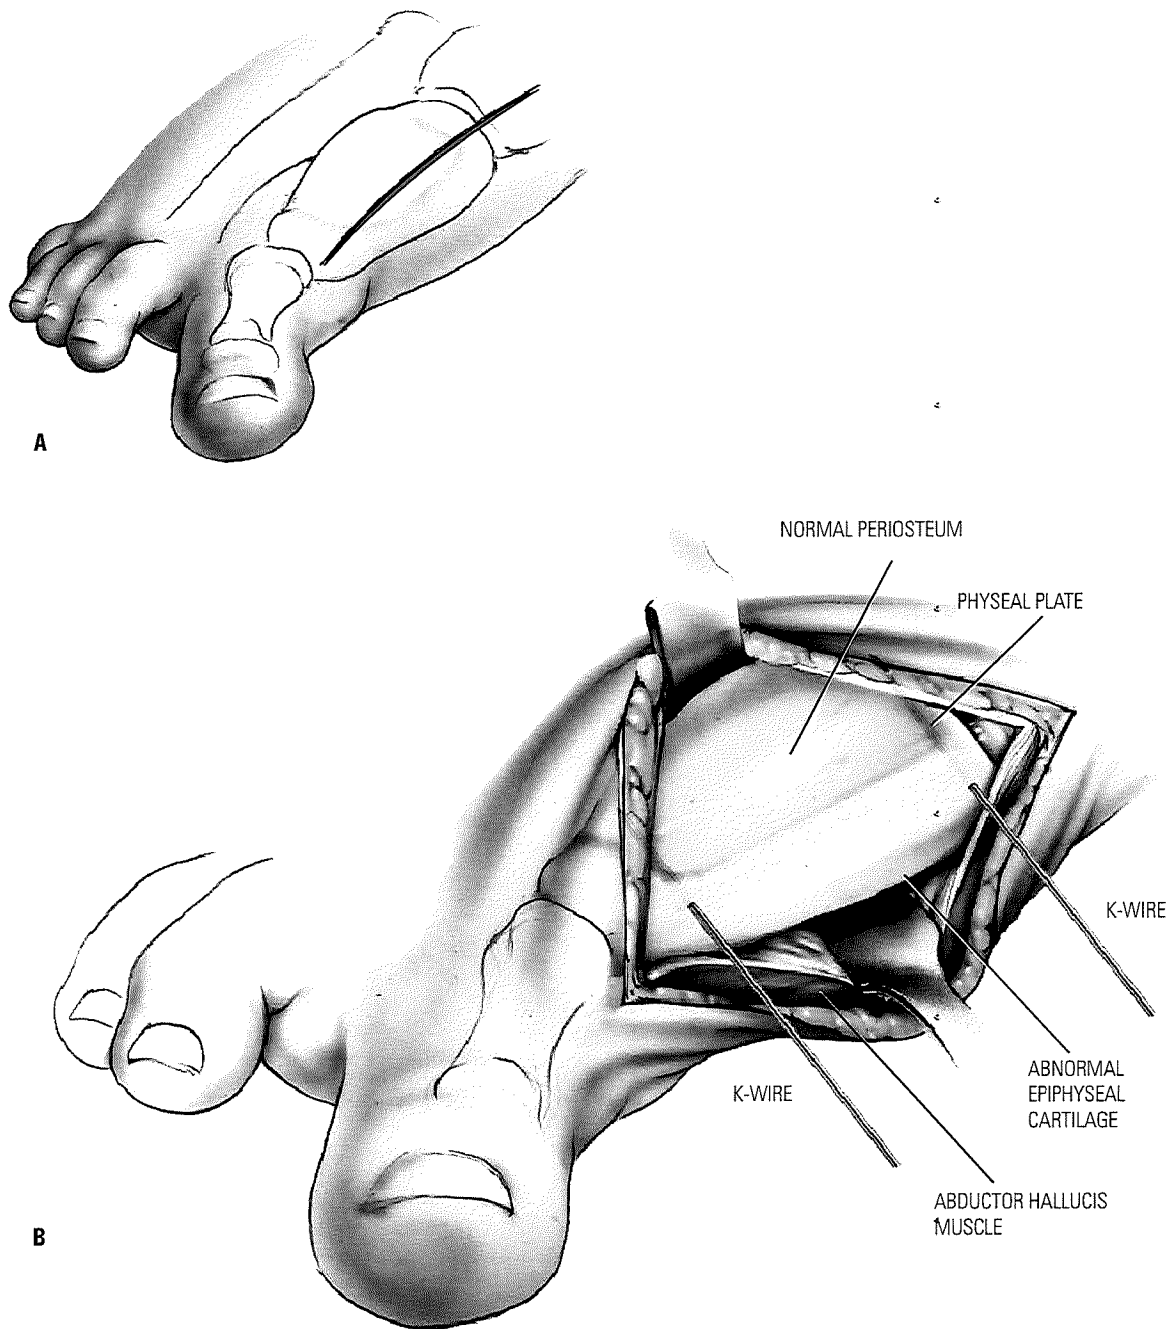 A
NORMAL PERIOSTEUM
PHYSEAL PLATE
K-WIRE
K-WIRE
ABNORMAL
EPIPHYSEAL
CARTILAGE
ABDUCTOR HALLUCIS
MUSCLE
B